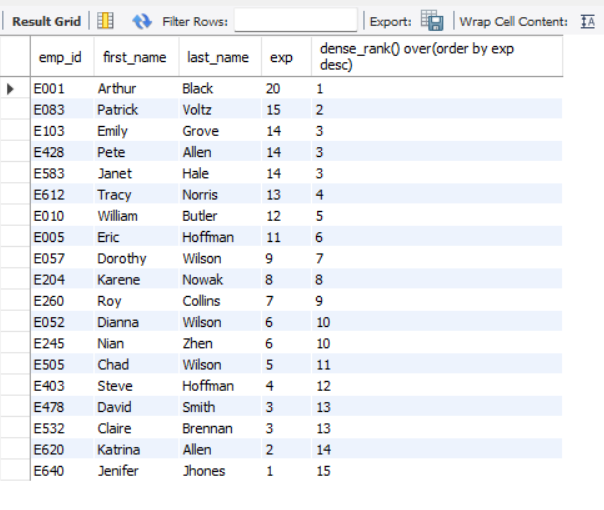 Result Grid Filter Rows: Export: Wrap Cell Content: IA
emp_id first_name last_name exp dense_rank() over(order by exp desc)
E001 Arthur Black 20 1
E083 Patrick Voltz 15 2
E103 Emily Grove 14 3
E428 Pete Allen 14 3
E583 Janet Hale 14 3
E612 Tracy Norris 13 4
E010 William Butler 12 5
E005 Eric Hoffman 11 6
E057 Dorothy Wilson 9 7
E204 Karene Nowak 8 8
E260 Roy Collins 7 9
E052 Dianna Wilson 6 10
E245 Nian Zhen 6 10
E505 Chad Wilson 5 11
E403 Steve Hoffman 4 12
E478 David Smith 3 13
E532 Claire Brennan 3 13
E620 Katrina Allen 2 14
E640 Jenifer Jhones 1 15